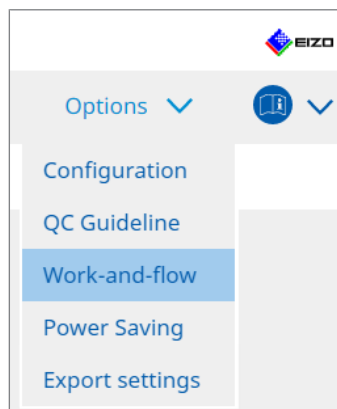 EIZO
Options
Configuration
QC Guideline
Work-and-flow
Power Saving
Export settings